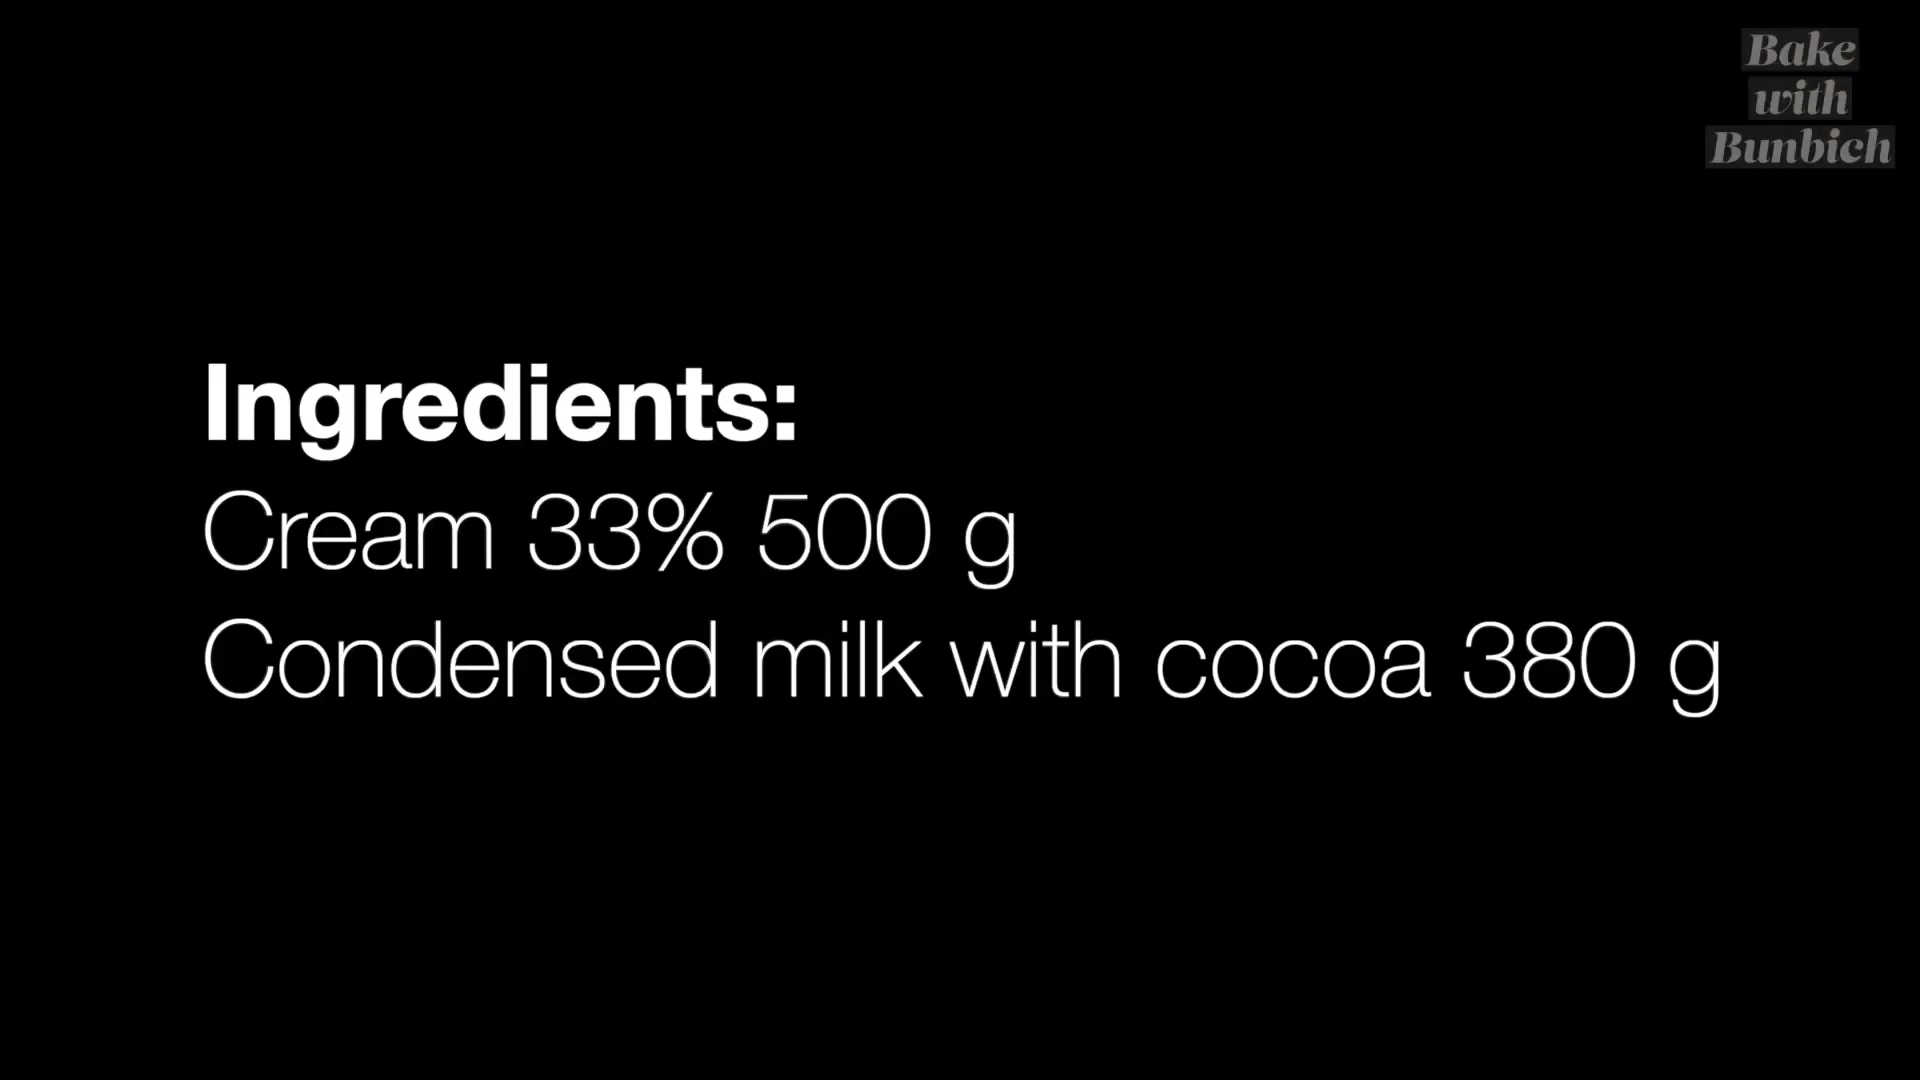 Bake
with
Bunbich
Ingredients:
Cream 33% 500 g
Condensed milk with cocoa 380 g